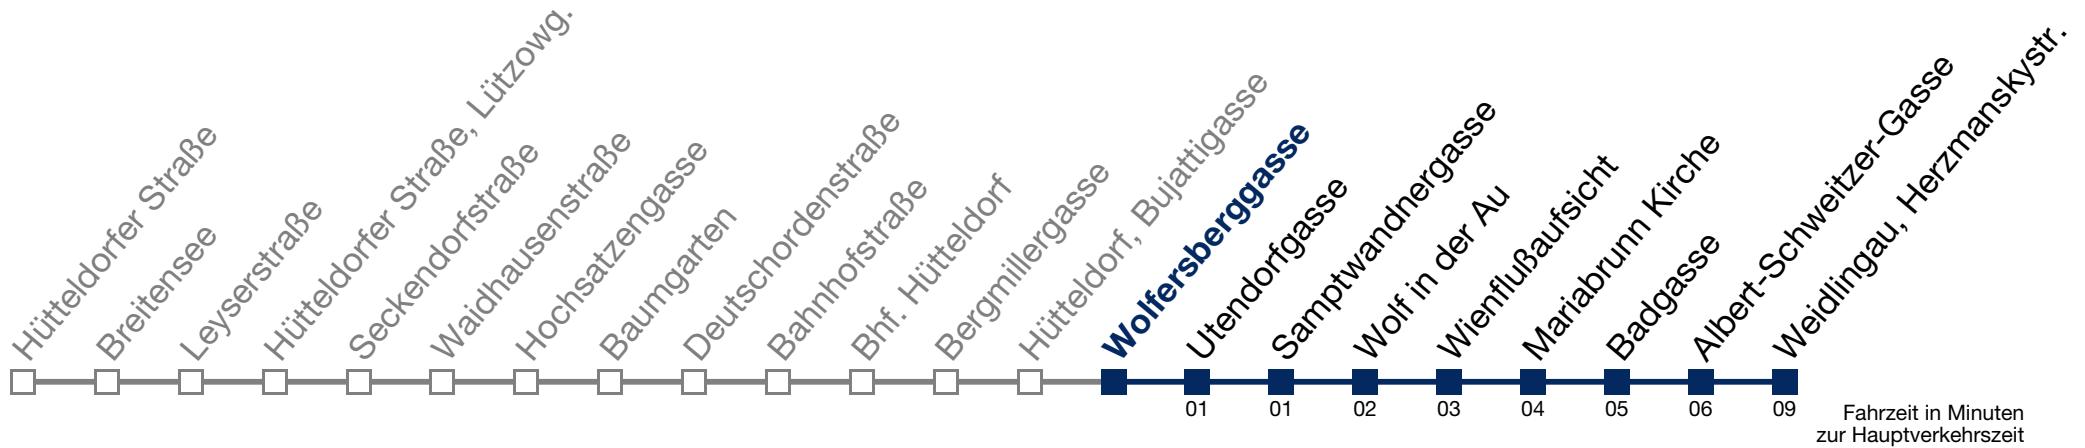 Hütteldorfer Straße
Breitensee
Leyserstraße
Hütteldorfer Straße, Lützowg.
Seckendorfstraße
Waidhausenstraße
Hochsatzengasse
Baumgarten
Deutschordenstraße
Bahnhofstraße
Bhf. Hütteldorf
Bergmillergasse
Hütteldorf, Bujattigasse
Wolfersberggasse
Utendorfgasse
Samptwandnergasse
Wolf in der Au
Wienflußaufsicht
Mariabrunn Kirche
Badgasse
Albert-Schweitzer-Gasse
Weidlingau, Herzmanskystr.
01 01 02 03 04 05 06 09
Fahrzeit in Minuten
zur Hauptverkehrszeit